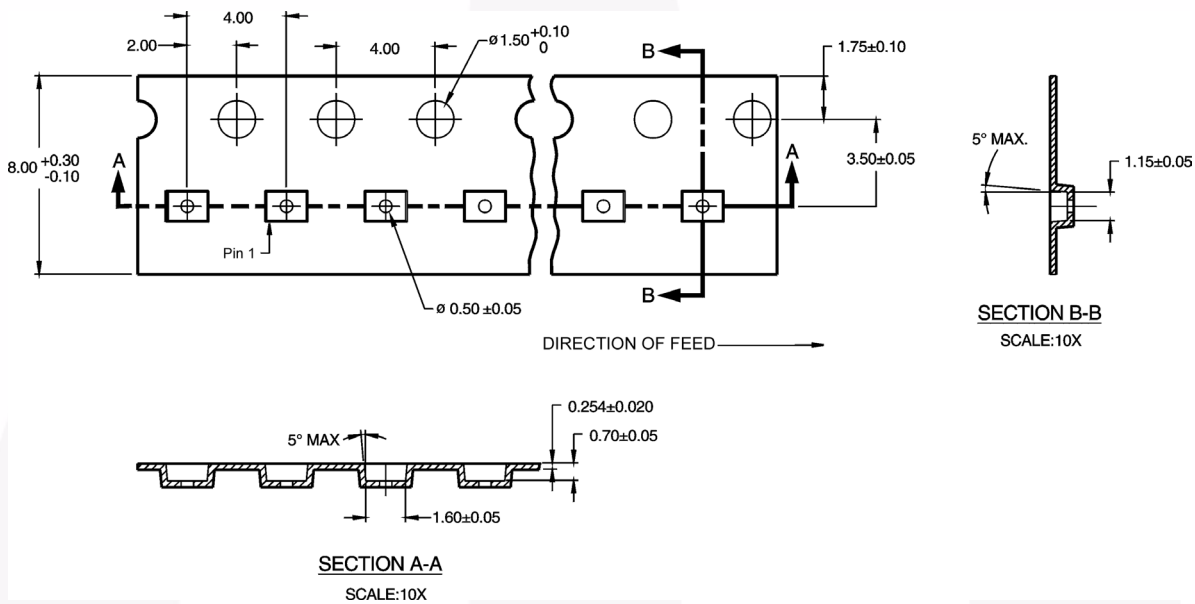 4.00
2.00
4.00
ø1.50 +0.10
0
B
1.75±0.10
8.00 +0.30
-0.10
A
A
3.50±0.05
5° MAX.
1.15±0.05
Pin 1
ø 0.50 ±0.05
B
SECTION B-B
SCALE:10X
DIRECTION OF FEED
0.254±0.020
5° MAX
0.70±0.05
1.60±0.05
SECTION A-A
SCALE:10X